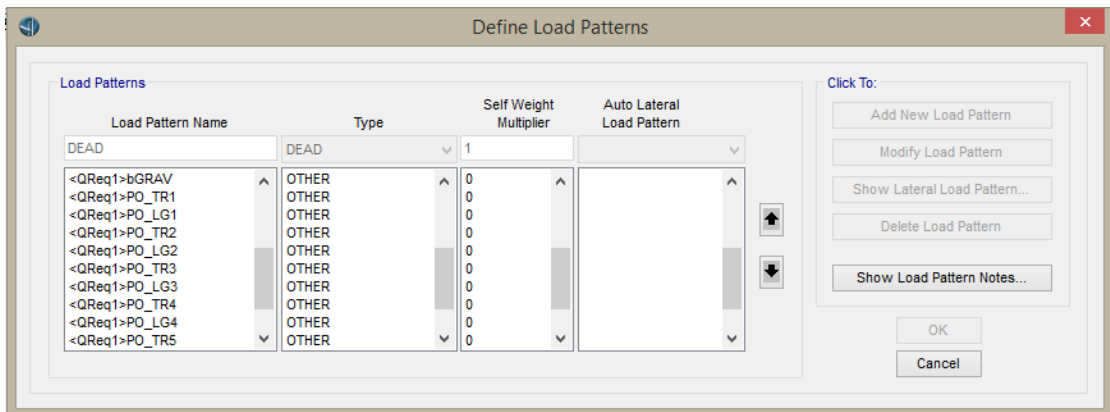 Define Load Patterns
Load Patterns
Load Pattern Name
Type
Self Weight
Multiplier
Auto Lateral
Load Pattern
DEAD
DEAD
1
<QReq1>bGRAV OTHER 0
<QReq1>PO_TR1 OTHER 0
<QReq1>PO_LG1 OTHER 0
<QReq1>PO_TR2 OTHER 0
<QReq1>PO_LG2 OTHER 0
<QReq1>PO_TR3 OTHER 0
<QReq1>PO_LG3 OTHER 0
<QReq1>PO_TR4 OTHER 0
<QReq1>PO_LG4 OTHER 0
<QReq1>PO_TR5 OTHER 0
Click To:
Add New Load Pattern
Modify Load Pattern
Show Lateral Load Pattern...
Delete Load Pattern
Show Load Pattern Notes...
OK
Cancel